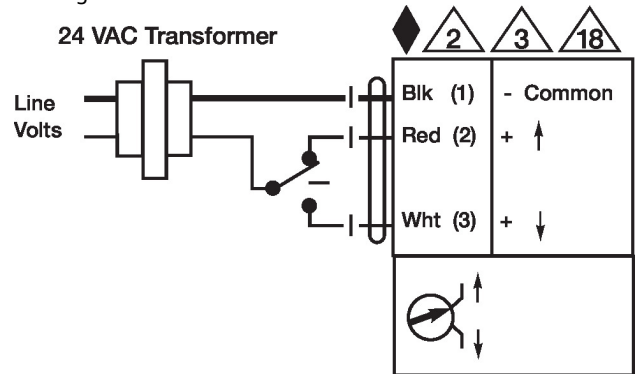 24 VAC Transformer
2 3 18
Line
Volts
Blk (1) - Common
Red (2) + ↑
Wht (3) + ↓